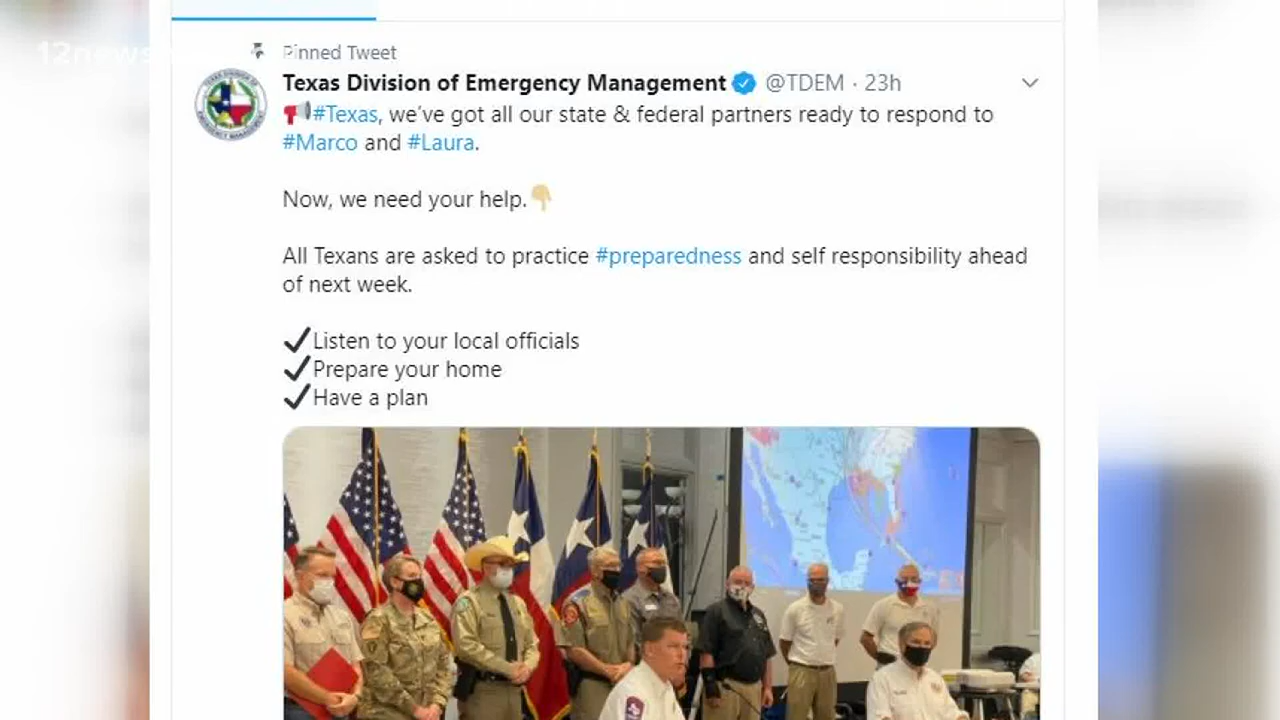 12news
Pinned Tweet
Texas Division of Emergency Management @TDEM · 23h
#Texas, we've got all our state & federal partners ready to respond to
#Marco and #Laura.
Now, we need your help.
All Texans are asked to practice #preparedness and self responsibility ahead
of next week.
Listen to your local officials
Prepare your home
Have a plan